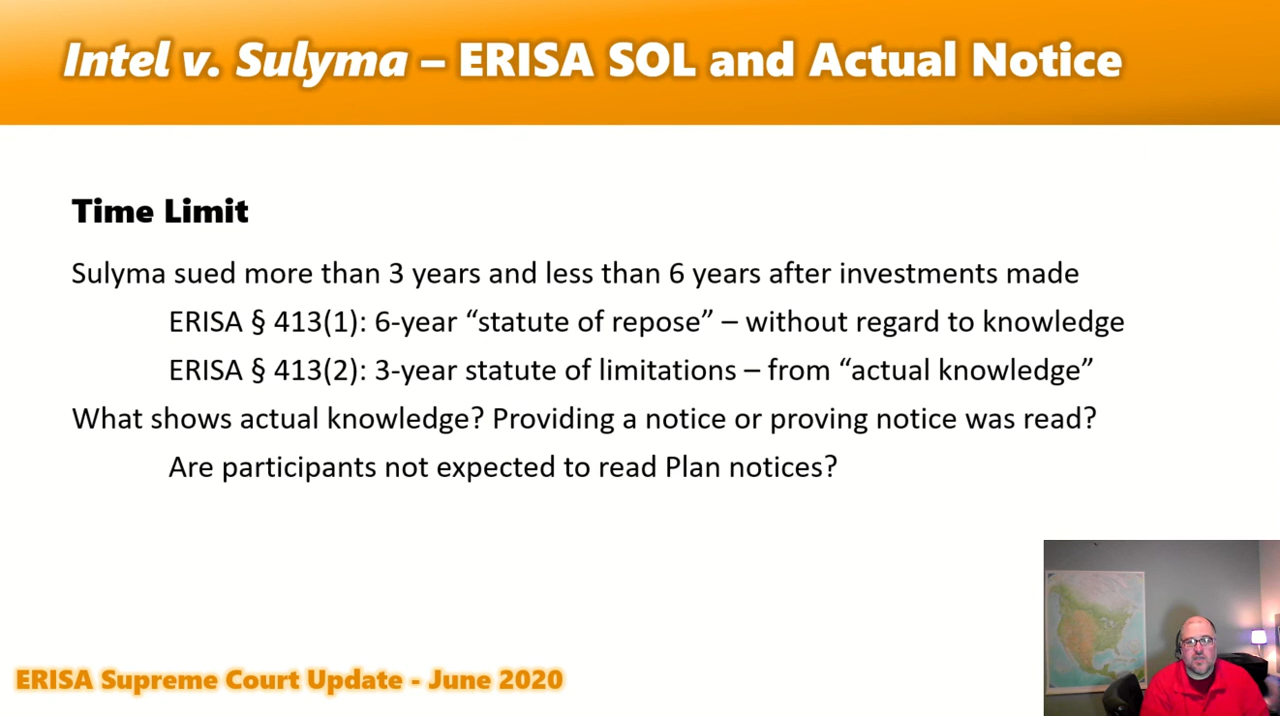 Intel v. Sulyma – ERISA SOL and Actual Notice
Time Limit
Sulyma sued more than 3 years and less than 6 years after investments made
ERISA § 413(1): 6-year “statute of repose” – without regard to knowledge
ERISA § 413(2): 3-year statute of limitations – from “actual knowledge”
What shows actual knowledge? Providing a notice or proving notice was read?
Are participants not expected to read Plan notices?
ERISA Supreme Court Update - June 2020